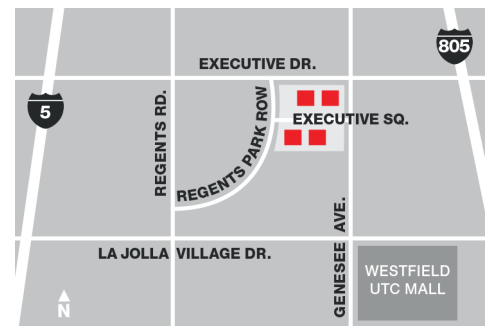 805
EXECUTIVE DR.
5
REGENTS RD.
REGENTS PARK ROW
EXECUTIVE SQ.
GENESEE AVE.
LA JOLLA VILLAGE DR.
WESTFIELD
UTC MALL
N